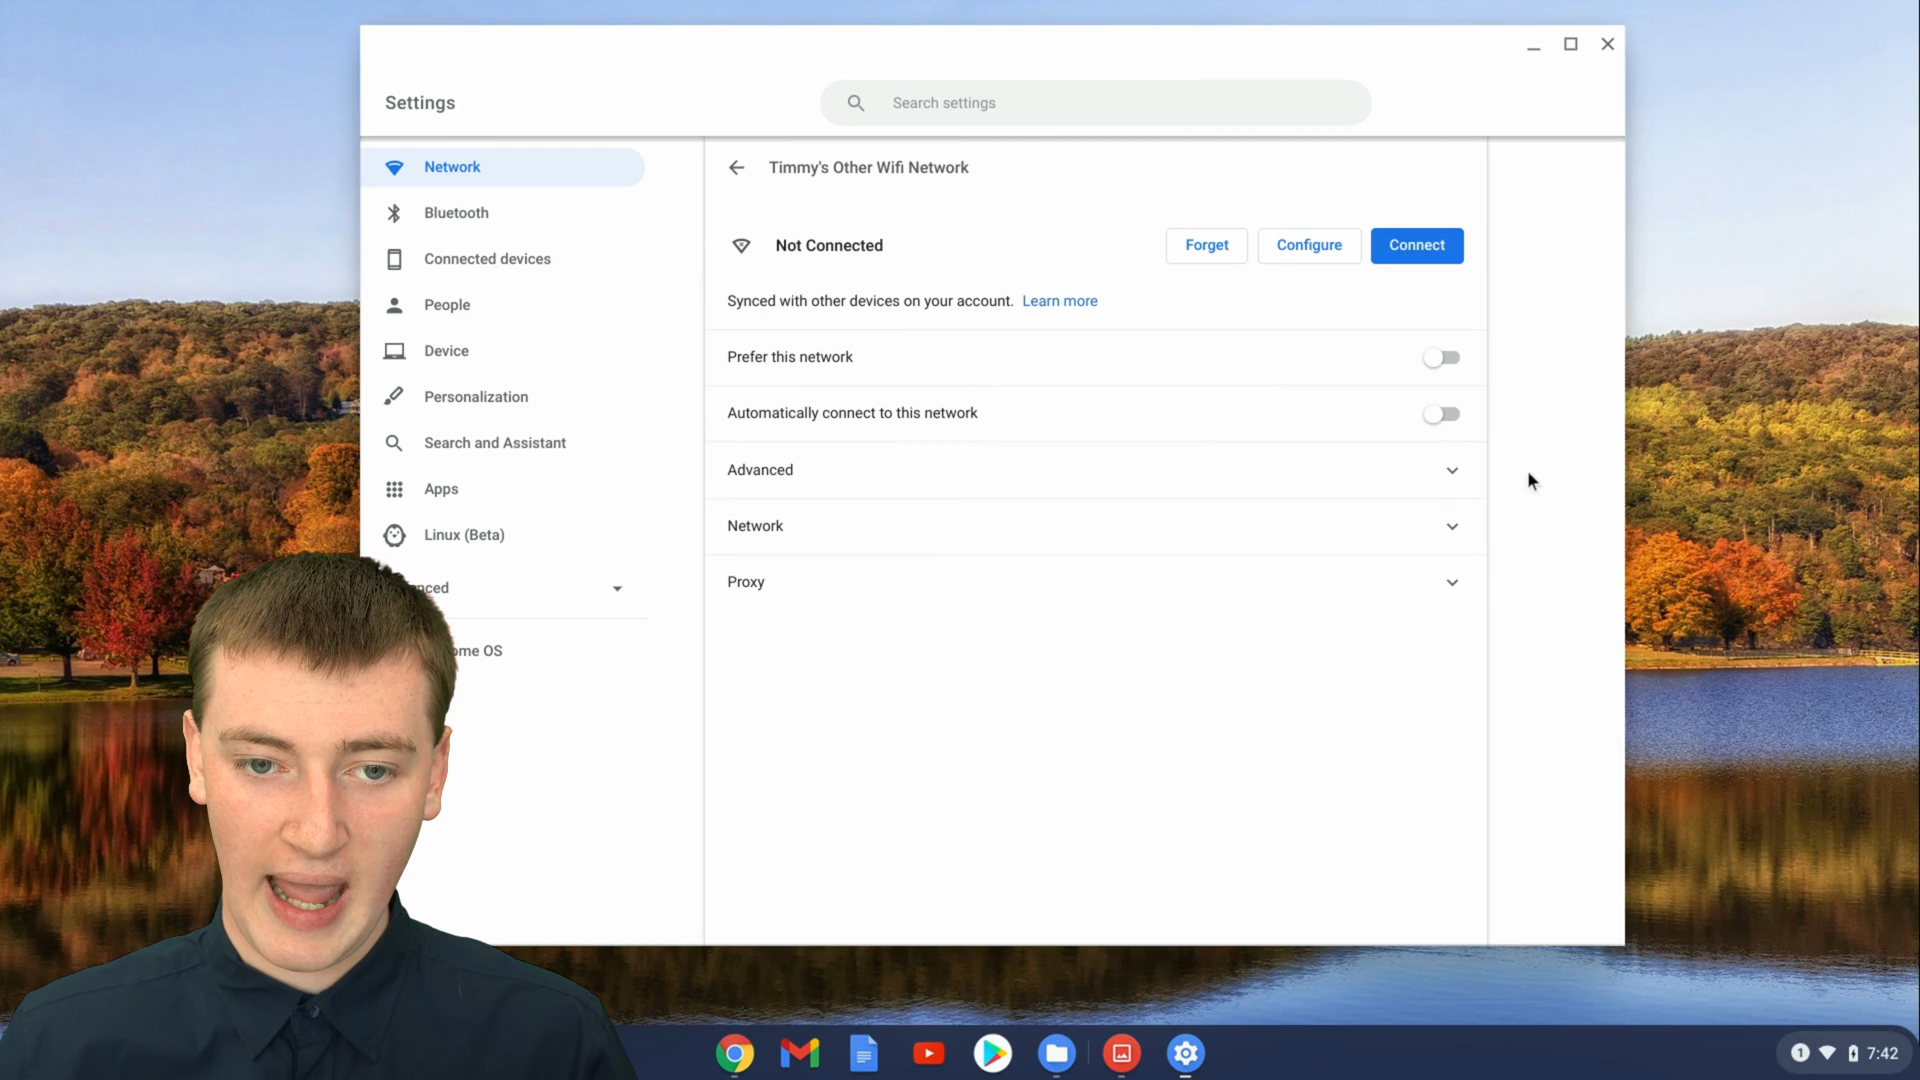 Settings
Search settings
Network
Bluetooth
Connected devices
People
Device
Personalization
Search and Assistant
Apps
Linux (Beta)
nced
ome OS
Timmy's Other Wifi Network
Not Connected
Forget
Configure
Connect
Synced with other devices on your account. Learn more
Prefer this network
Automatically connect to this network
Advanced
Network
Proxy
1
7:42